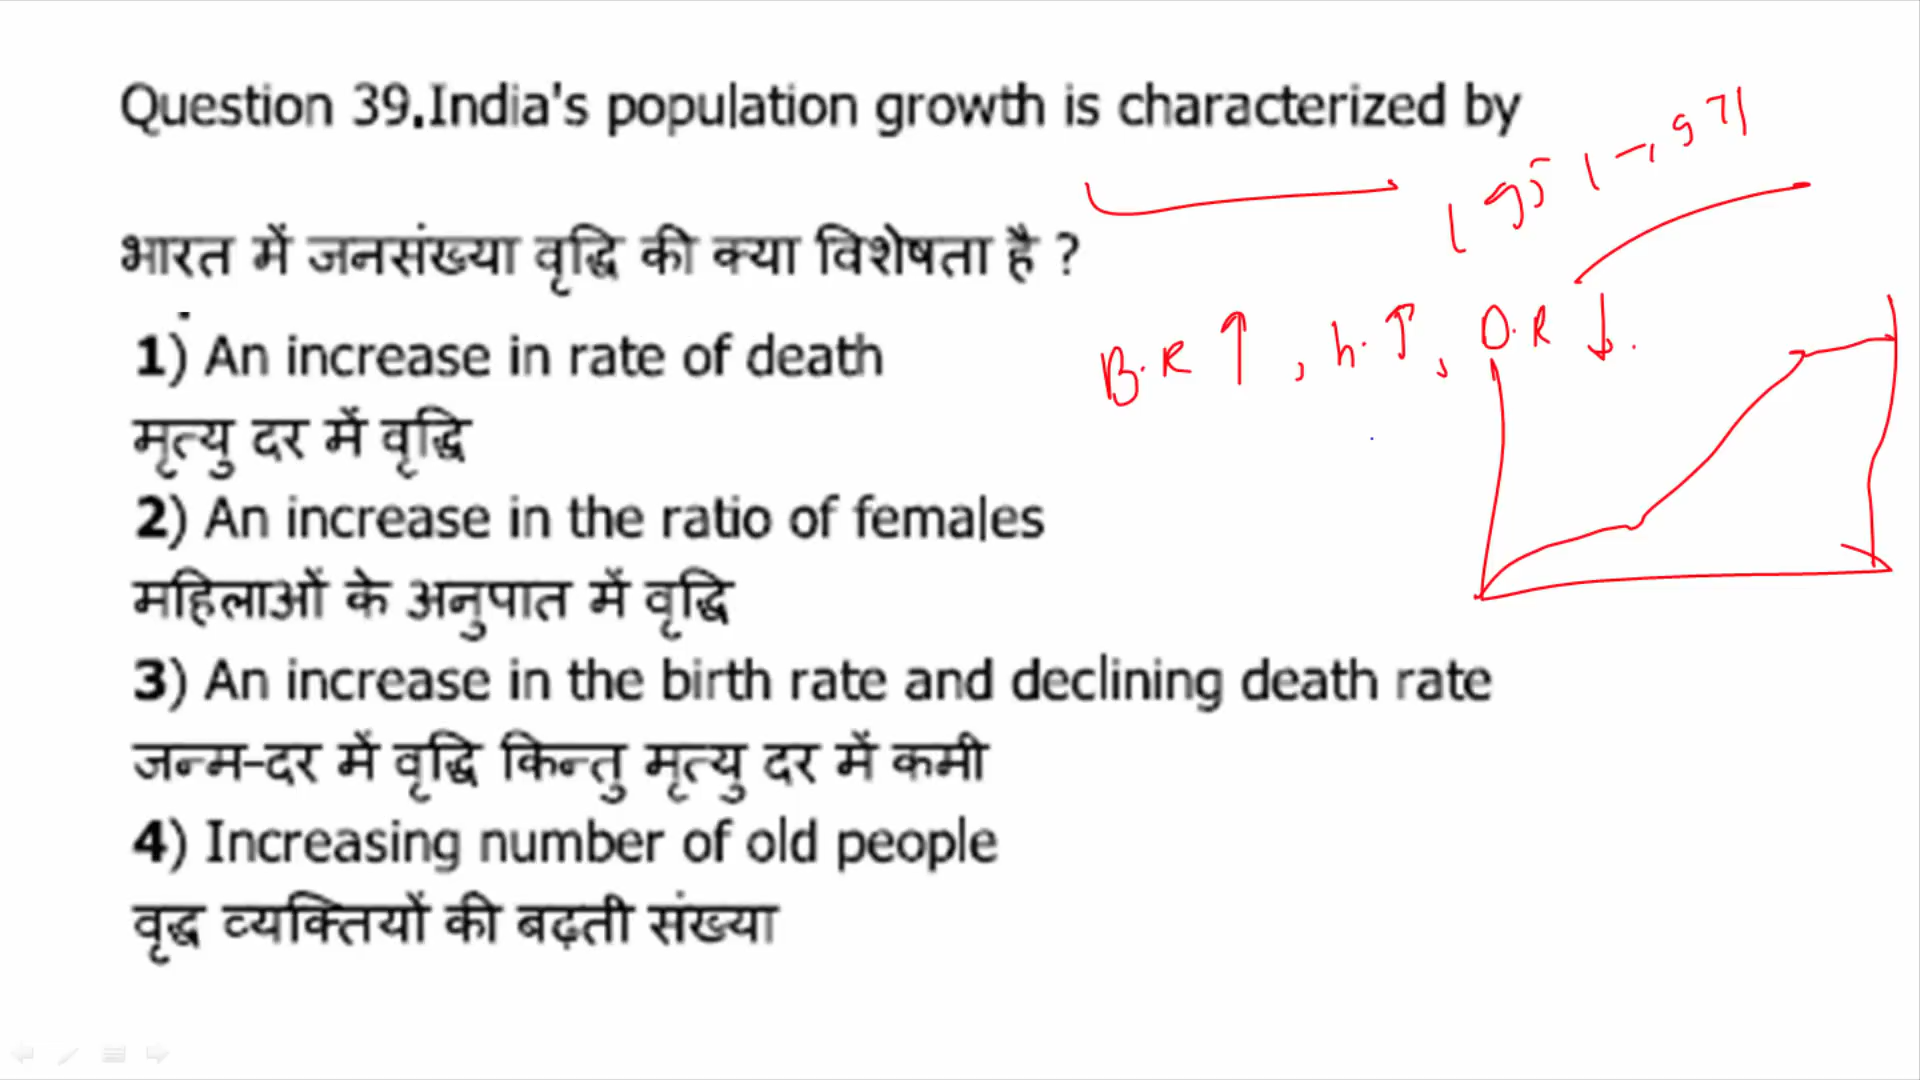 Question 39.India's population growth is characterized by
1951-1971
भारत में जनसंख्या वृद्धि की क्या विशेषता है ?
B.R ↑ , h. ↑ , D.R ↓ .
1) An increase in rate of death
मृत्यु दर में वृद्धि
2) An increase in the ratio of females
महिलाओं के अनुपात में वृद्धि
3) An increase in the birth rate and declining death rate
जन्म-दर में वृद्धि किन्तु मृत्यु दर में कमी
4) Increasing number of old people
वृद्ध व्यक्तियों की बढ़ती संख्या